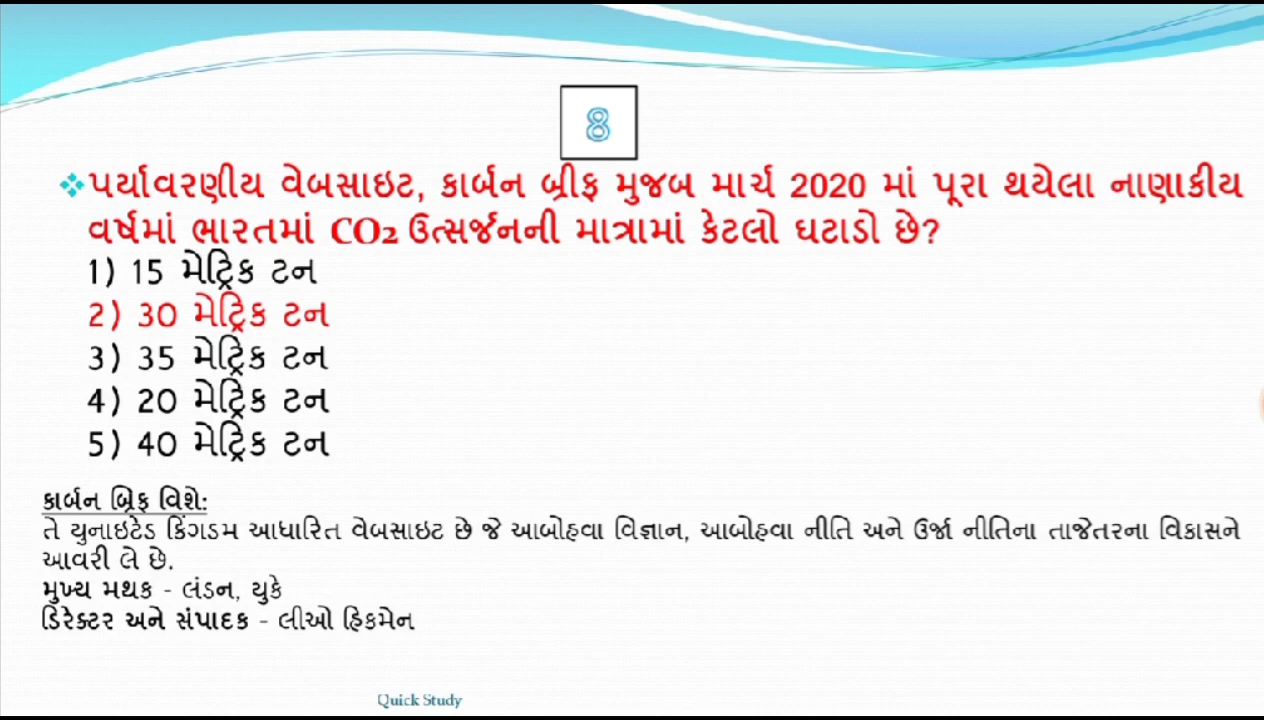 8
❖પર્યાવરણીય વેબસાઇટ, કાર્બન બ્રીફ મુજબ માર્ચ 2020 માં પૂરા થયેલા નાણાકીય
વર્ષમાં ભારતમાં CO₂ ઉત્સર્જનની માત્રામાં કેટલો ઘટાડો છે?
1) 15 મેટ્રિક ટન
2) 30 મેટ્રિક ટન
3) 35 મેટ્રિક ટન
4) 20 મેટ્રિક ટન
5) 40 મેટ્રિક ટન
કાર્બન બ્રિફ વિશે:
તે યુનાઇટેડ કિંગડમ આધારિત વેબસાઇટ છે જે આબોહવા વિજ્ઞાન, આબોહવા નીતિ અને ઉર્જા નીતિના તાજેતરના વિકાસને
આવરી લે છે.
મુખ્ય મથક - લંડન, યુકે
ડિરેક્ટર અને સંપાદક - લીઓ હિકમેન
Quick Study